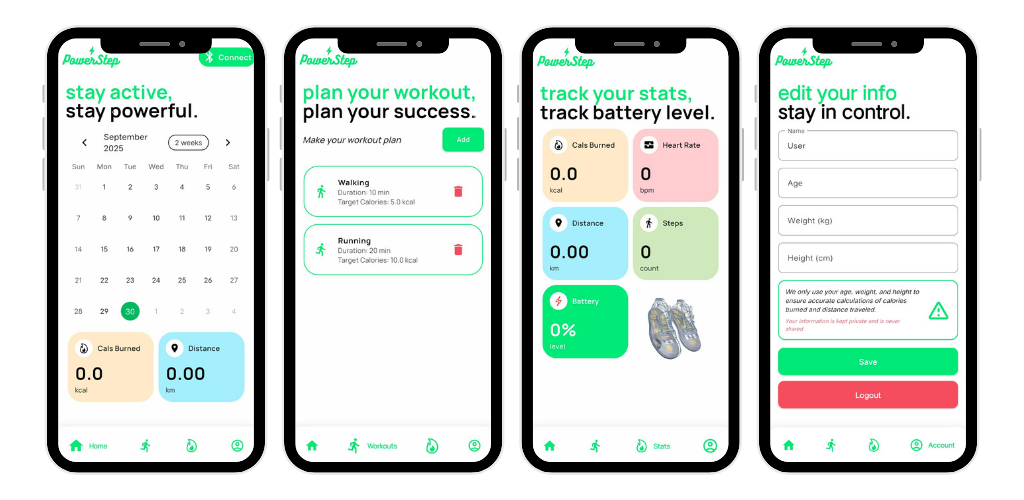 PowerStep
Connect
stay active,
stay powerful.
September
2025
2 weeks
Sun Mon Tue Wed Thu Fri Sat
31 1 2 3 4 5 6
7 8 9 10 11 12 13
14 15 16 17 18 19 20
21 22 23 24 25 26 27
28 29 30 1 2 3 4
Cals Burned
0.0
kcal
Distance
0.00
km
Home
PowerStep
plan your workout,
plan your success.
Make your workout plan
Add
Walking
Duration: 10 min
Target Calories: 5.0 kcal
Running
Duration: 20 min
Target Calories: 10.0 kcal
Workouts
PowerStep
track your stats,
track battery level.
Cals Burned
0.0
kcal
Heart Rate
0
bpm
Distance
0.00
km
Steps
0
count
Battery
0%
level
Stats
PowerStep
edit your info
stay in control.
Name
User
Age
Weight (kg)
Height (cm)
We only use your age, weight, and height to
ensure accurate calculations of calories
burned and distance traveled.
Your information is kept private and is never
shared.
Save
Logout
Account